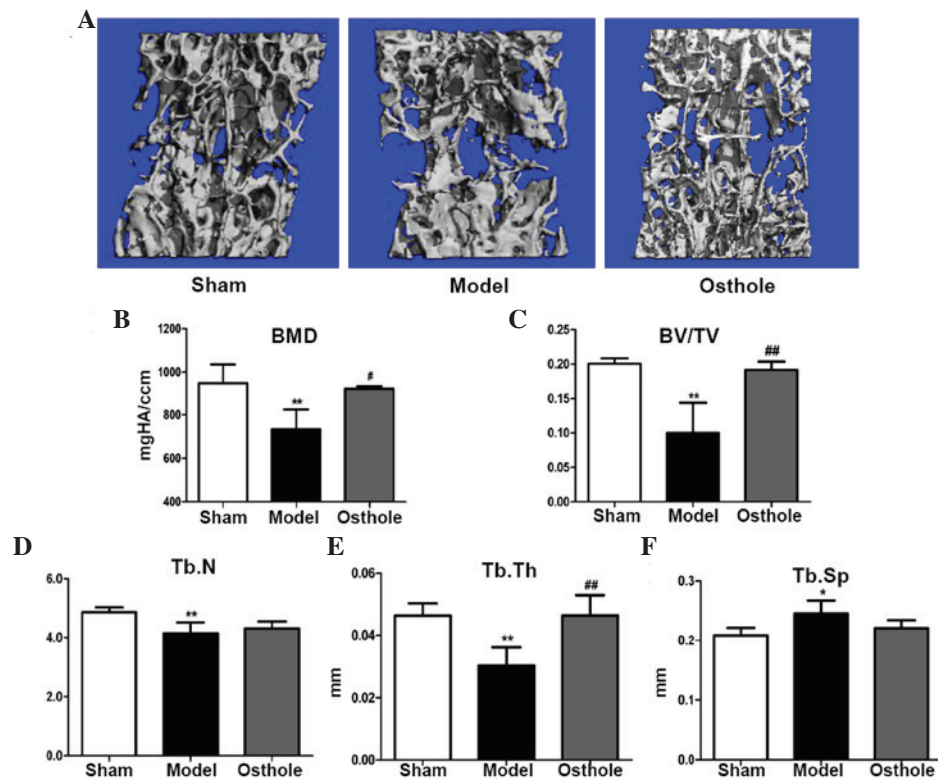 A
Sham Model Osthole
B
BMD
mgHA/ccm
1200
1000
800
600
400
**
#
Sham Model Osthole
C
BV/TV
0.25
0.20
0.15
0.10
0.05
0.00
**
##
Sham Model Osthole
D
Tb.N
6.0
4.0
2.0
0.0
**
Sham Model Osthole
E
Tb.Th
mm
0.06
0.04
0.02
0.00
**
##
Sham Model Osthole
F
Tb.Sp
mm
0.3
0.2
0.1
0.0
*
Sham Model Osthole